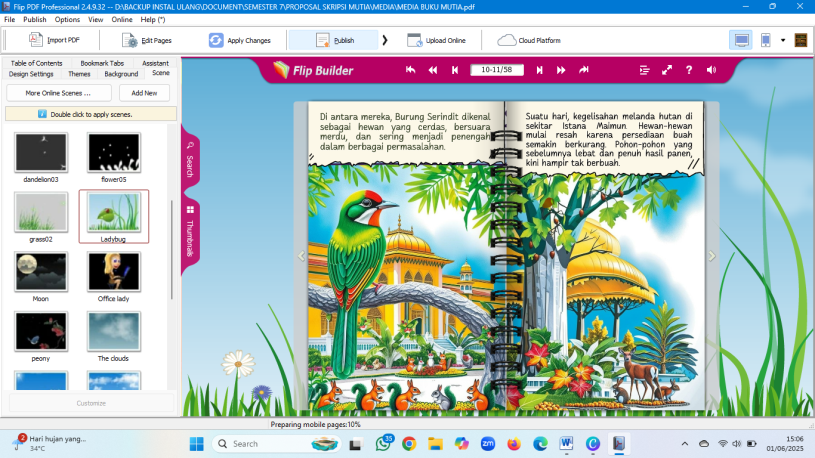 Flip PDF Professional 2.4.9.32 -- D:\BACKUP INSTAL ULANG\DOCUMENT\SEMESTER 7\PROPOSAL SKRIPSI MUTIA\MEDIA\MEDIA BUKU MUTIA.pdf
File Publish Options View Online Help (*)
Import PDF Edit Pages Apply Changes Publish Upload Online Cloud Platform
Table of Contents Bookmark Tabs Assistant
Design Settings Themes Background Scene
More Online Scenes ... Add New
Double click to apply scenes.
dandelion03 flower05
grass02 Ladybug
Moon Office lady
peony The clouds
Customize
Flip Builder
10-11/58
Search
Thumbnails
Di antara mereka, Burung Serindit dikenal
sebagai hewan yang cerdas, bersuara
merdu, dan sering menjadi penengah
dalam berbagai permasalahan.
Suatu hari, kegelisahan melanda hutan di
sekitar Istana Maimun. Hewan-hewan
mulai resah karena persediaan buah
semakin berkurang. Pohon-pohon yang
sebelumnya lebat dan penuh hasil panen,
kini hampir tak berbuah.
Preparing mobile pages:10%
2
Hari hujan yang...
34°C
Search
35
zm
15:06
01/06/2025